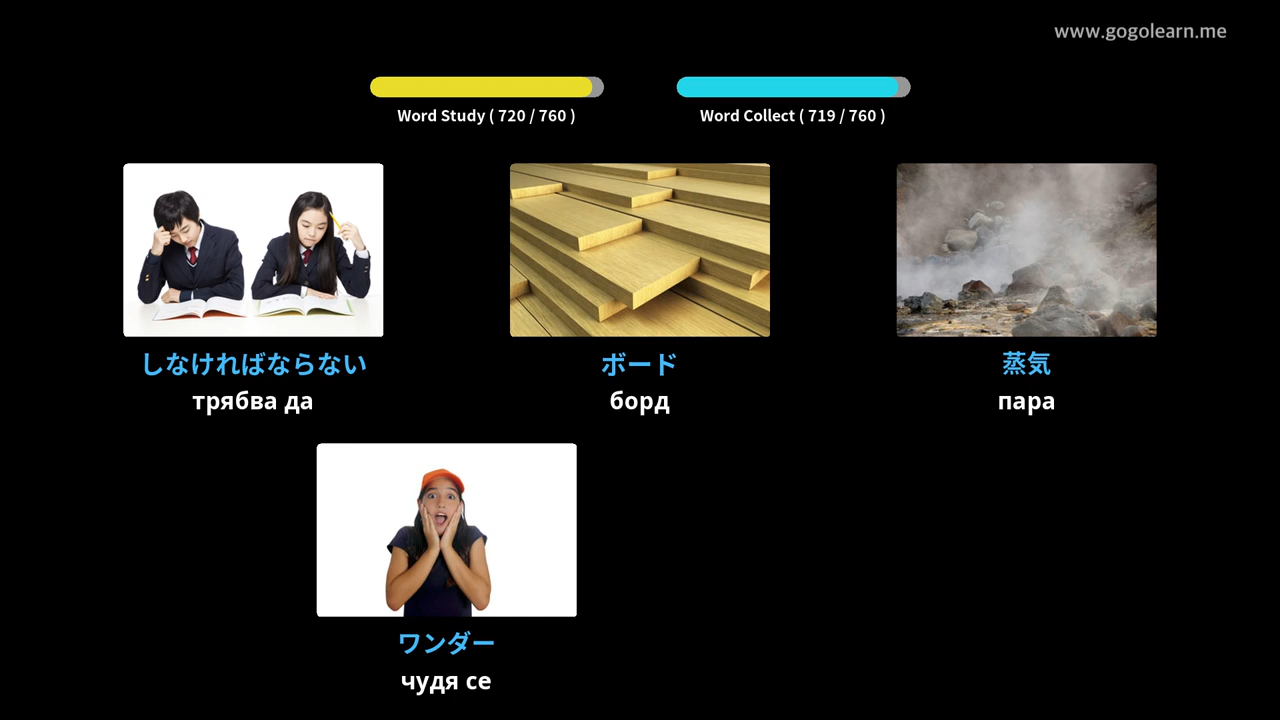 www.gogolearn.me
Word Study ( 720 / 760 )
Word Collect ( 719 / 760 )
しなければならない
трябва да
ボード
борд
蒸気
пара
ワンダー
чудя се